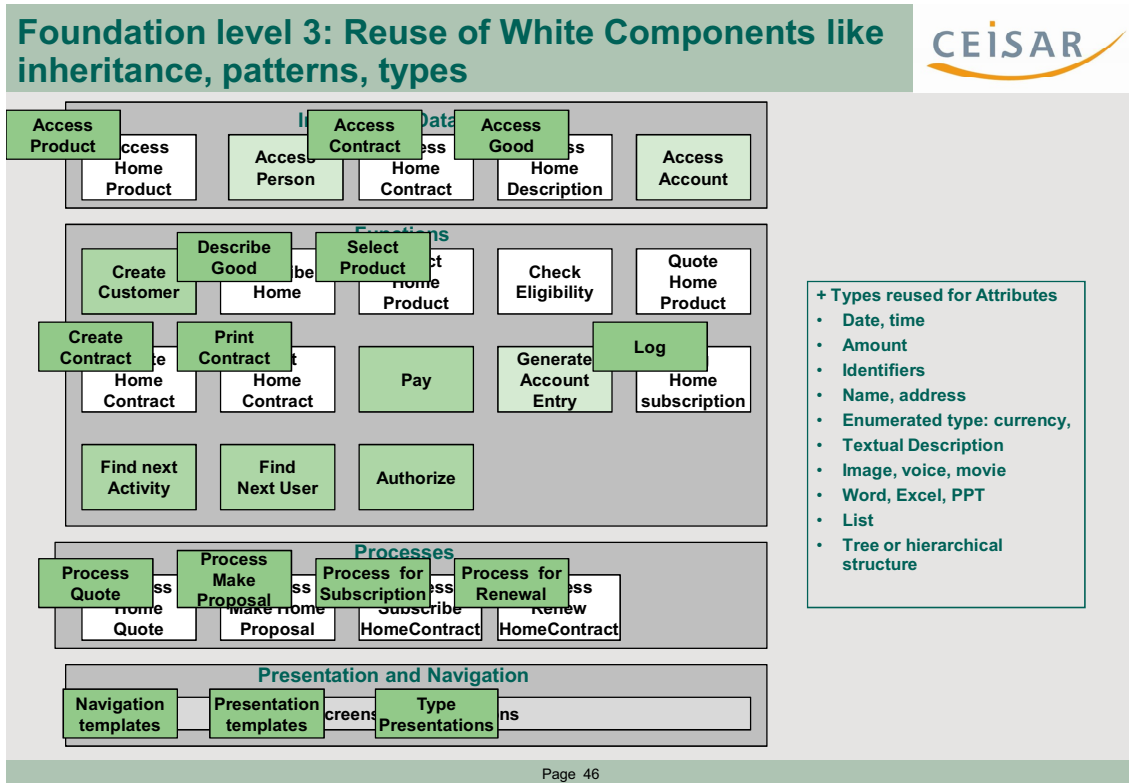 Foundation level 3: Reuse of White Components like
inheritance, patterns, types
CEISAR
Data
Access
Product
Home
Product
Access
Person
Access
Contract
Home
Contract
Access
Good
Home
Description
Access
Account
Functions
Create
Customer
Describe
Good
Home
Select
Product
Home
Product
Check
Eligibility
Quote
Home
Product
Create
Contract
Home
Contract
Print
Contract
Home
Contract
Pay
Generate
Account
Entry
Log
Home
subscription
Find next
Activity
Find
Next User
Authorize
Processes
Process
Quote
Home
Quote
Process
Make
Proposal
Make Home
Proposal
Process for
Subscription
Subscribe
HomeContract
Process for
Renewal
Renew
HomeContract
Presentation and Navigation
Navigation
templates
Presentation
templates
Type
Presentations
+ Types reused for Attributes
• Date, time
• Amount
• Identifiers
• Name, address
• Enumerated type: currency,
• Textual Description
• Image, voice, movie
• Word, Excel, PPT
• List
• Tree or hierarchical
structure
Page 46